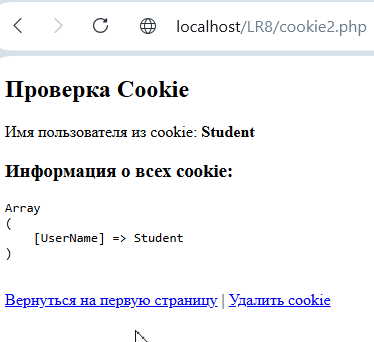 localhost/LR8/cookie2.php
Проверка Cookie
Имя пользователя из cookie: Student
Информация о всех cookie:
Array
(
    [UserName] => Student
)
Вернуться на первую страницу | Удалить cookie